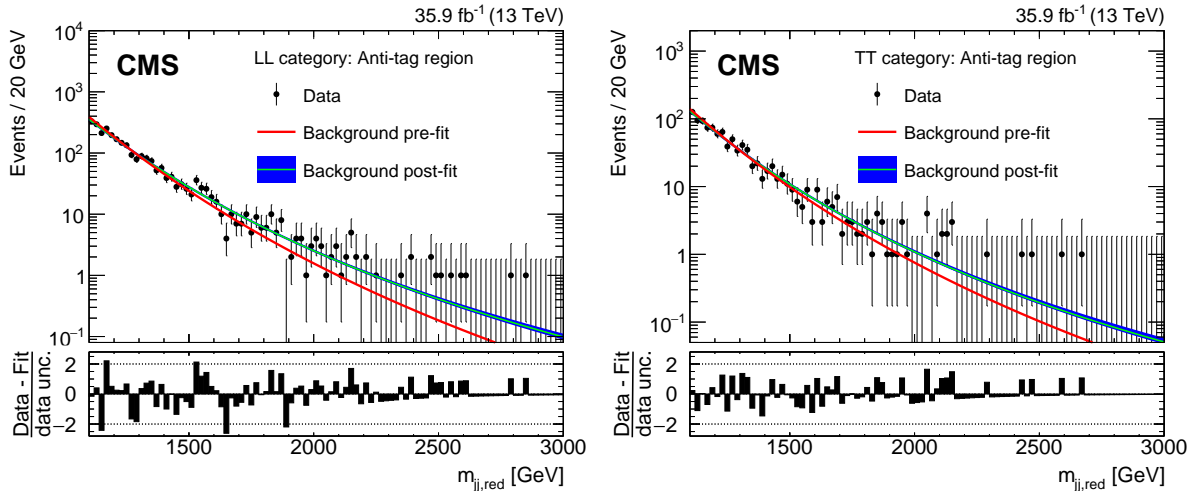 35.9 fb⁻¹ (13 TeV)
CMS
LL category: Anti-tag region
Data
Background pre-fit
Background post-fit
Events / 20 GeV
10⁴
10³
10²
10
1
10⁻¹
Data - Fit
data unc.
2
0
−2
1500
2000
2500
3000
m_jj,red [GeV]
35.9 fb⁻¹ (13 TeV)
CMS
TT category: Anti-tag region
Data
Background pre-fit
Background post-fit
Events / 20 GeV
10³
10²
10
1
10⁻¹
Data - Fit
data unc.
2
0
−2
1500
2000
2500
3000
m_jj,red [GeV]